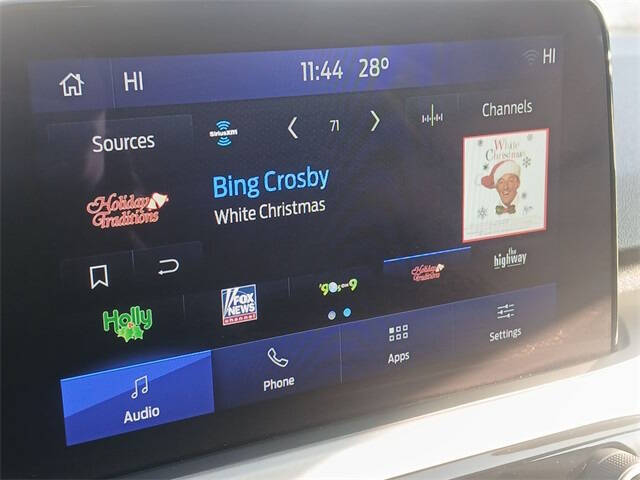 HI
11:44 28°
HI
Sources
SiriusXM
71
Channels
Holiday
Traditions
Bing Crosby
White Christmas
White
Christmas
Holly
FOX
NEWS
channel
'90s on 9
Holiday
Traditions
the
highway
Audio
Phone
Apps
Settings